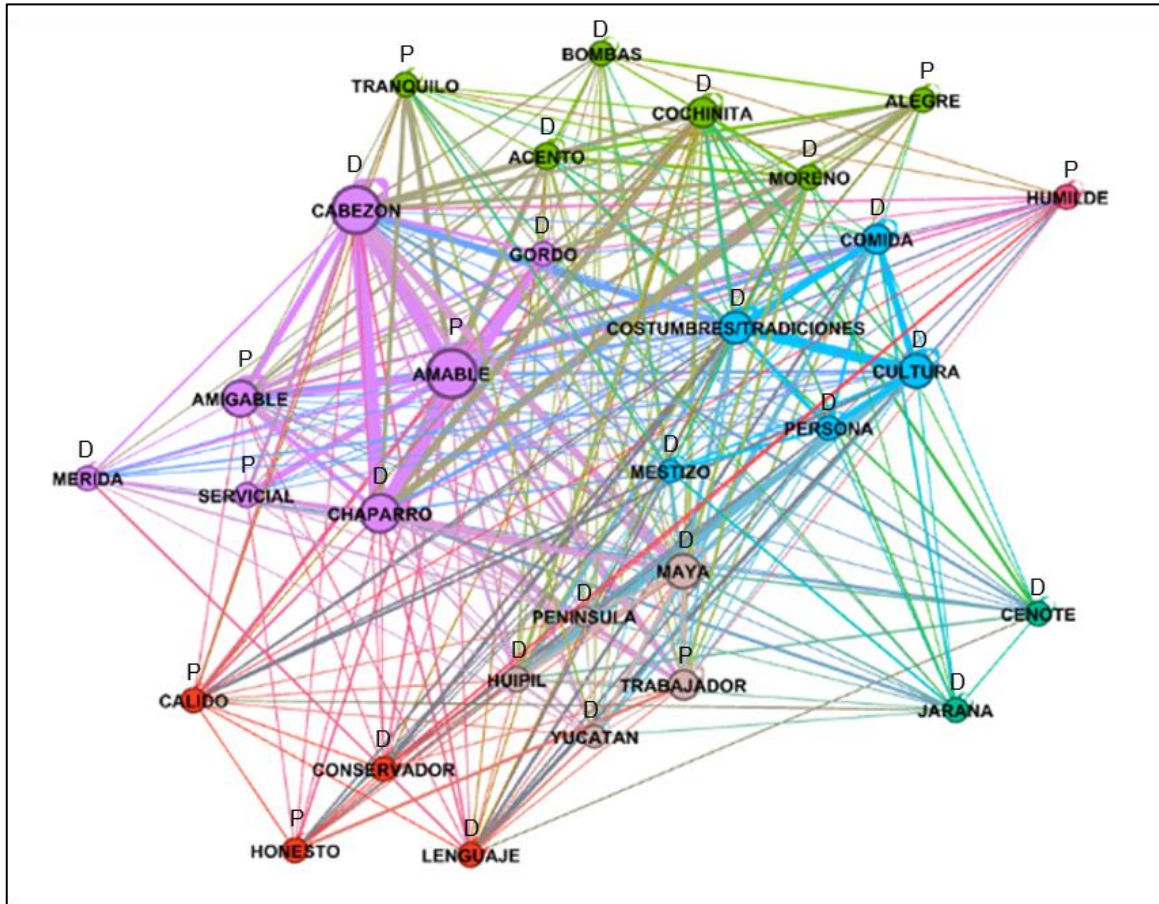 D
BOMBAS
P
TRANQUILO
P
ALEGRE
D
COCHINITA
D
ACENTO
D
MORENO
P
HUMILDE
D
CABEZON
D
COMIDA
D
GORDO
D
COSTUMBRES/TRADICIONES
D
CULTURA
P
AMABLE
P
AMIGABLE
D
PERSONA
D
MERIDA
D
MESTIZO
P
SERVICIAL
D
CHAPARRO
D
MAYA
D
PENINSULA
D
CENOTE
D
HUIPIL
P
TRABAJADOR
P
CALIDO
D
JARANA
D
YUCATAN
D
CONSERVADOR
P
HONESTO
D
LENGUAJE